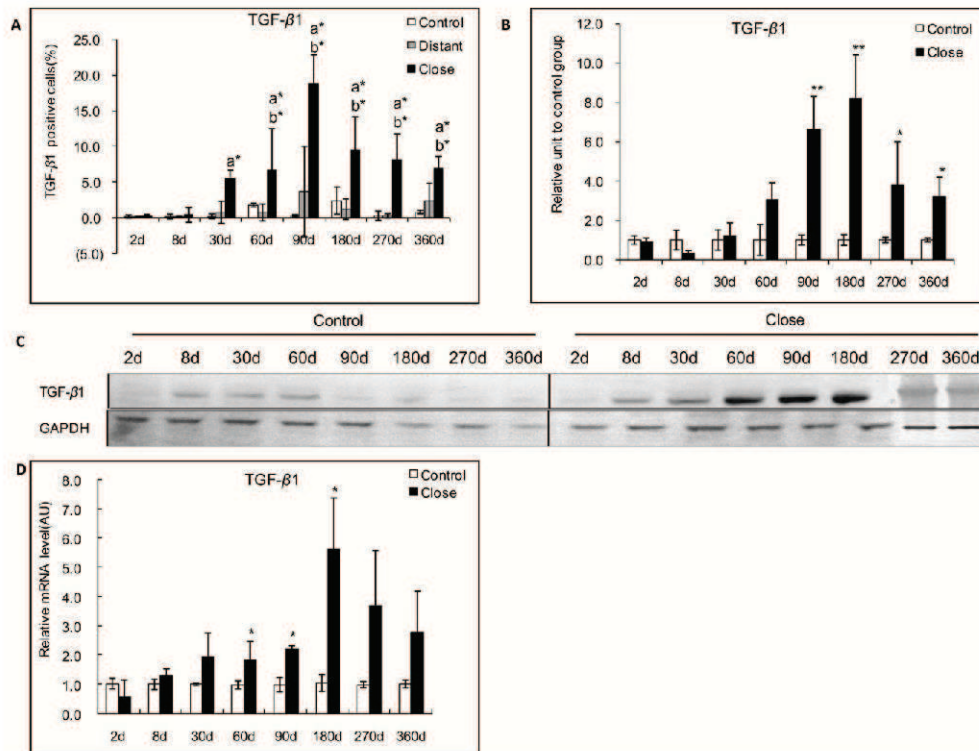 A
TGF-β1
Control
Distant
Close
TGF-β1 positive cells(%)
25.0
20.0
15.0
10.0
5.0
0.0
(5.0)
a*
a*
b*
a*
b*
a*
b*
a*
b*
a*
b*
2d 8d 30d 60d 90d 180d 270d 360d
B
TGF-β1
Control
Close
Relative unit to control group
12.0
10.0
8.0
6.0
4.0
2.0
0.0
** ** * *
2d 8d 30d 60d 90d 180d 270d 360d
C
Control Close
2d 8d 30d 60d 90d 180d 270d 360d 2d 8d 30d 60d 90d 180d 270d 360d
TGF-β1
GAPDH
D
TGF-β1
Control
Close
Relative mRNA level(AU)
8.0
7.0
6.0
5.0
4.0
3.0
2.0
1.0
0.0
* * *
2d 8d 30d 60d 90d 180d 270d 360d